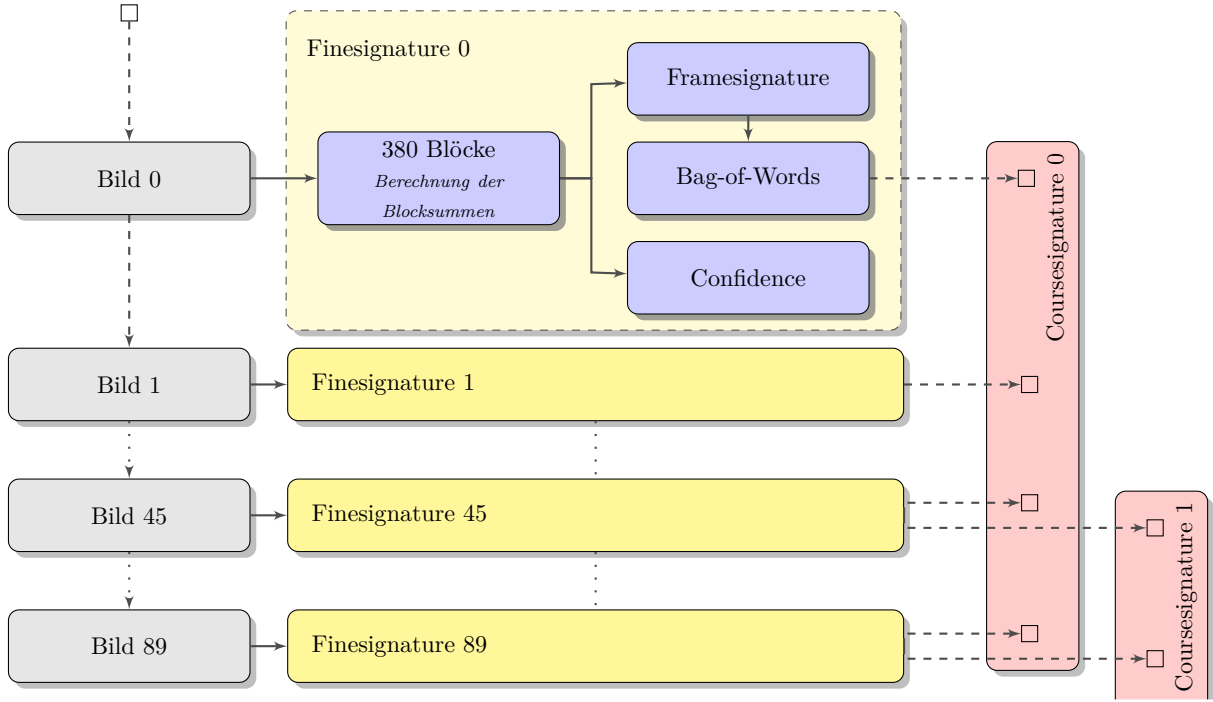 Finesignature 0
Framesignature
380 Blöcke
Berechnung der
Blocksummen
Bild 0
Bag-of-Words
Confidence
Coursesignature 0
Bild 1
Finesignature 1
Bild 45
Finesignature 45
Coursesignature 1
Bild 89
Finesignature 89